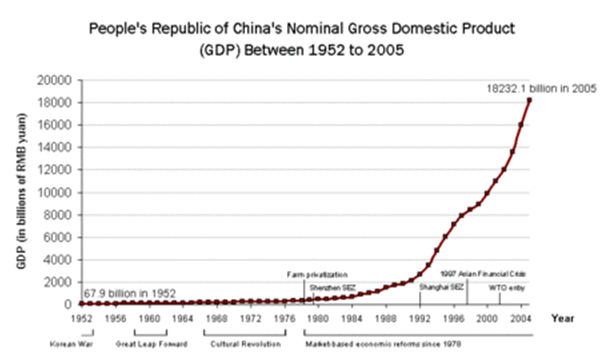 People's Republic of China's Nominal Gross Domestic Product
(GDP) Between 1952 to 2005
GDP (in billions of RMB yuan)
20000
18000
16000
14000
12000
10000
8000
6000
4000
2000
0
18232.1 billion in 2005
67.9 billion in 1952
Farm privatization
Shenzhen SEZ
Shanghai SEZ
1997 Asian Financial Crisis
WTO entry
1952 1956 1960 1964 1968 1972 1976 1980 1984 1988 1992 1996 2000 2004 Year
Korean War Great Leap Forward Cultural Revolution Market-based economic reforms since 1978